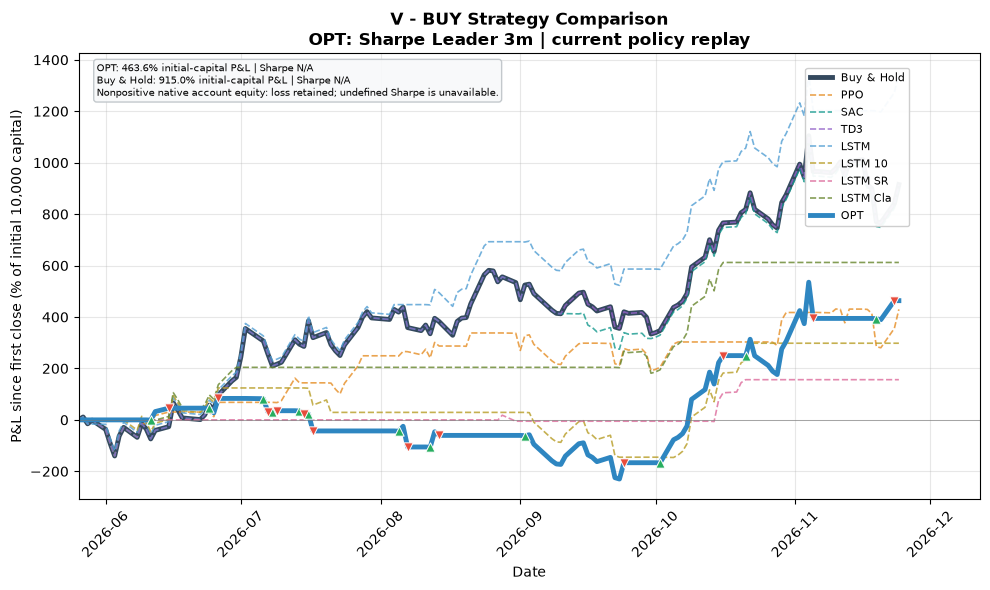 V - BUY Strategy Comparison
OPT: Sharpe Leader 3m | current policy replay
OPT: 463.6% initial-capital P&L | Sharpe N/A
Buy & Hold: 915.0% initial-capital P&L | Sharpe N/A
Nonpositive native account equity: loss retained; undefined Sharpe is unavailable.
Buy & Hold
PPO
SAC
TD3
LSTM
LSTM 10
LSTM SR
LSTM Cla
OPT
P&L since first close (% of initial 10,000 capital)
1400
1200
1000
800
600
400
200
0
−200
2026-06
2026-07
2026-08
2026-09
2026-10
2026-11
2026-12
Date